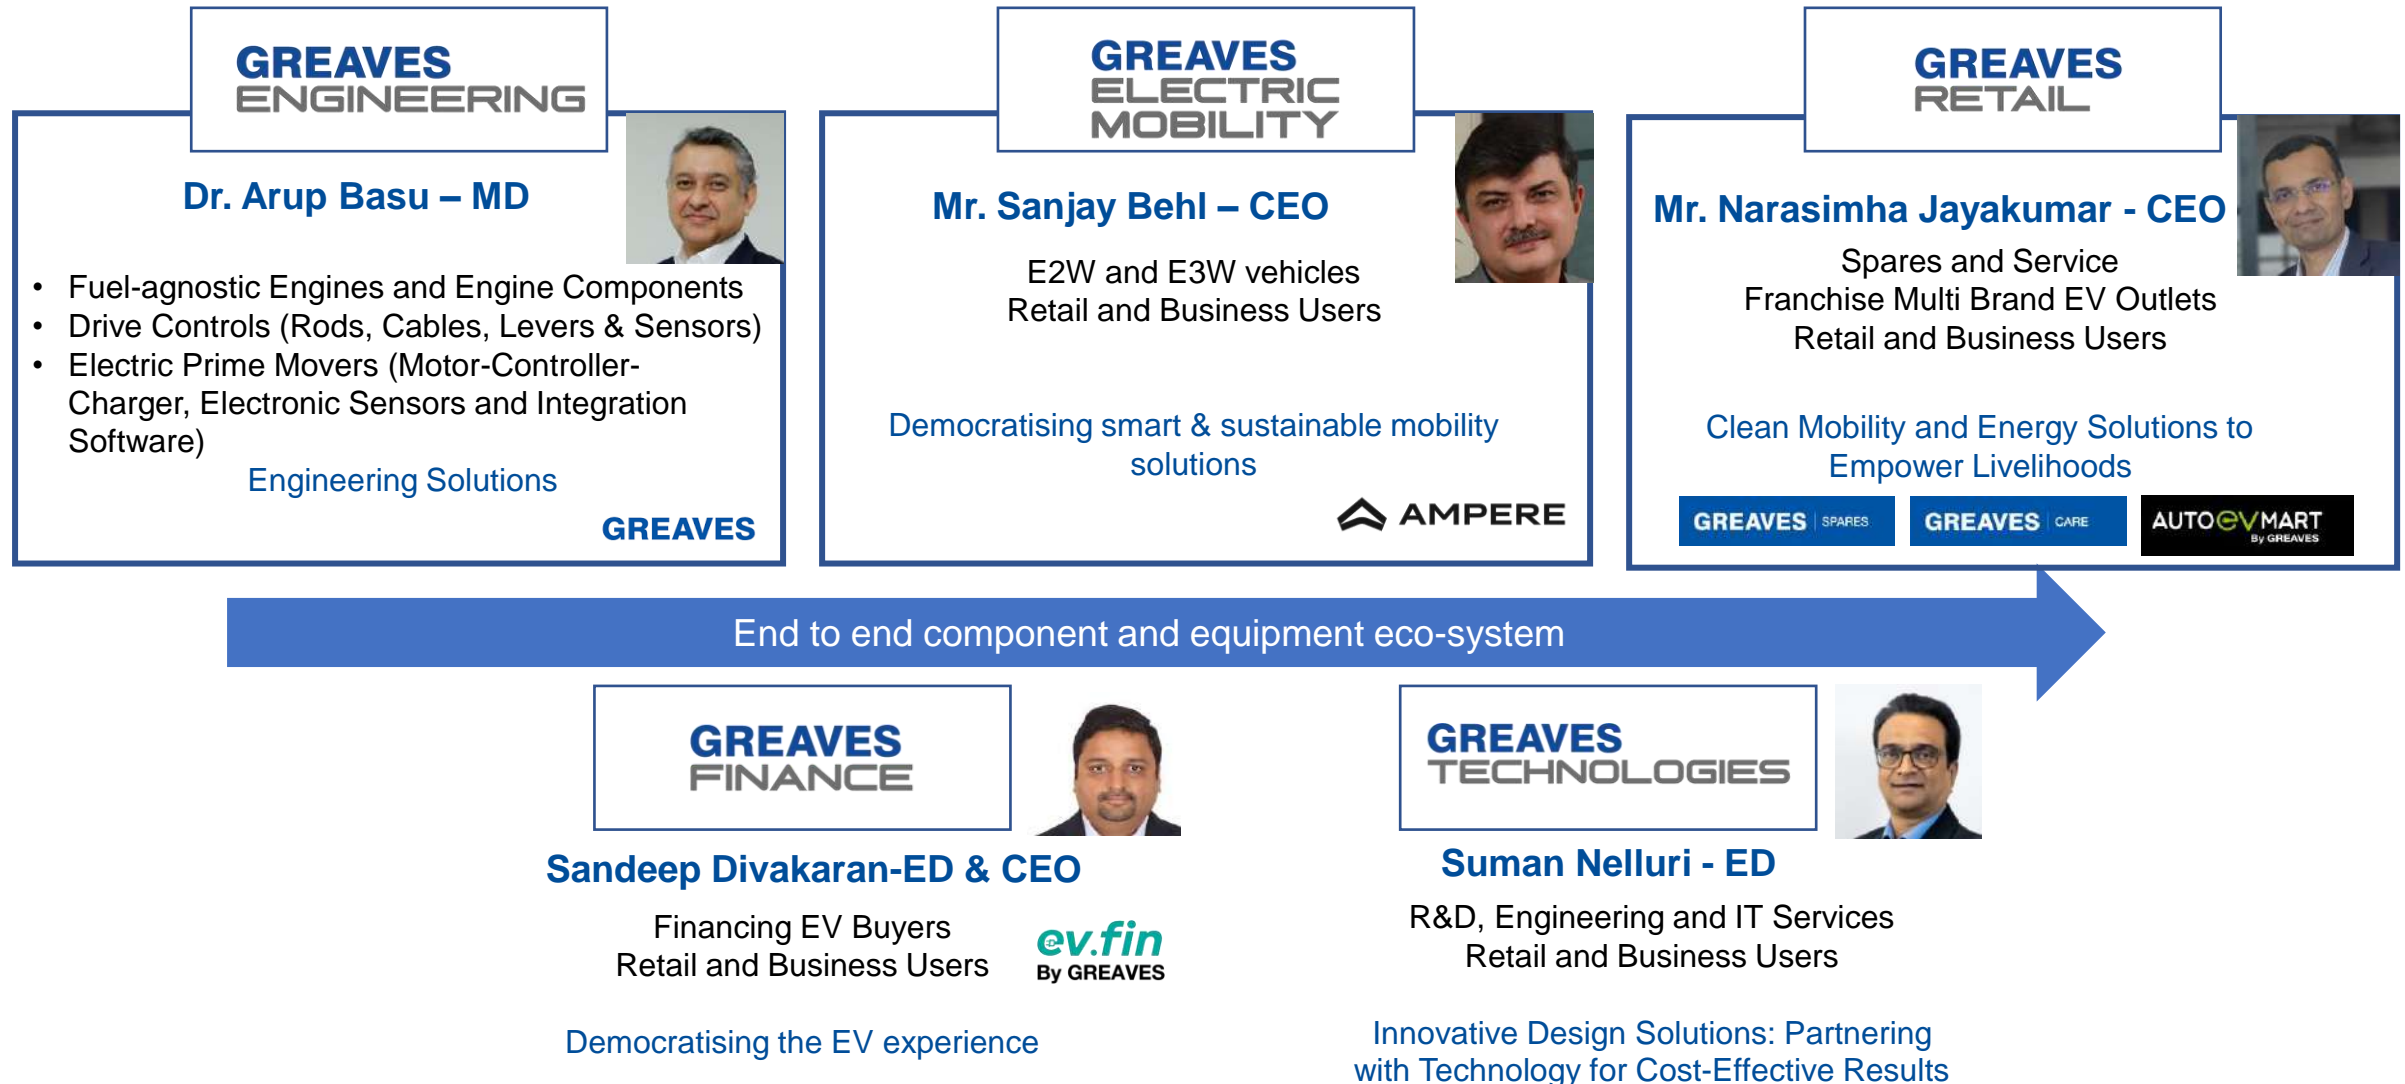 GREAVES
ENGINEERING
Dr. Arup Basu – MD
• Fuel-agnostic Engines and Engine Components
• Drive Controls (Rods, Cables, Levers & Sensors)
• Electric Prime Movers (Motor-Controller-
Charger, Electronic Sensors and Integration
Software)
Engineering Solutions
GREAVES
GREAVES
ELECTRIC
MOBILITY
Mr. Sanjay Behl – CEO
E2W and E3W vehicles
Retail and Business Users
Democratising smart & sustainable mobility
solutions
AMPERE
GREAVES
RETAIL
Mr. Narasimha Jayakumar - CEO
Spares and Service
Franchise Multi Brand EV Outlets
Retail and Business Users
Clean Mobility and Energy Solutions to
Empower Livelihoods
GREAVES SPARES
GREAVES CARE
AUTOEVMART
By GREAVES
End to end component and equipment eco-system
GREAVES
FINANCE
Sandeep Divakaran-ED & CEO
Financing EV Buyers
Retail and Business Users
ev.fin
By GREAVES
Democratising the EV experience
GREAVES
TECHNOLOGIES
Suman Nelluri - ED
R&D, Engineering and IT Services
Retail and Business Users
Innovative Design Solutions: Partnering
with Technology for Cost-Effective Results